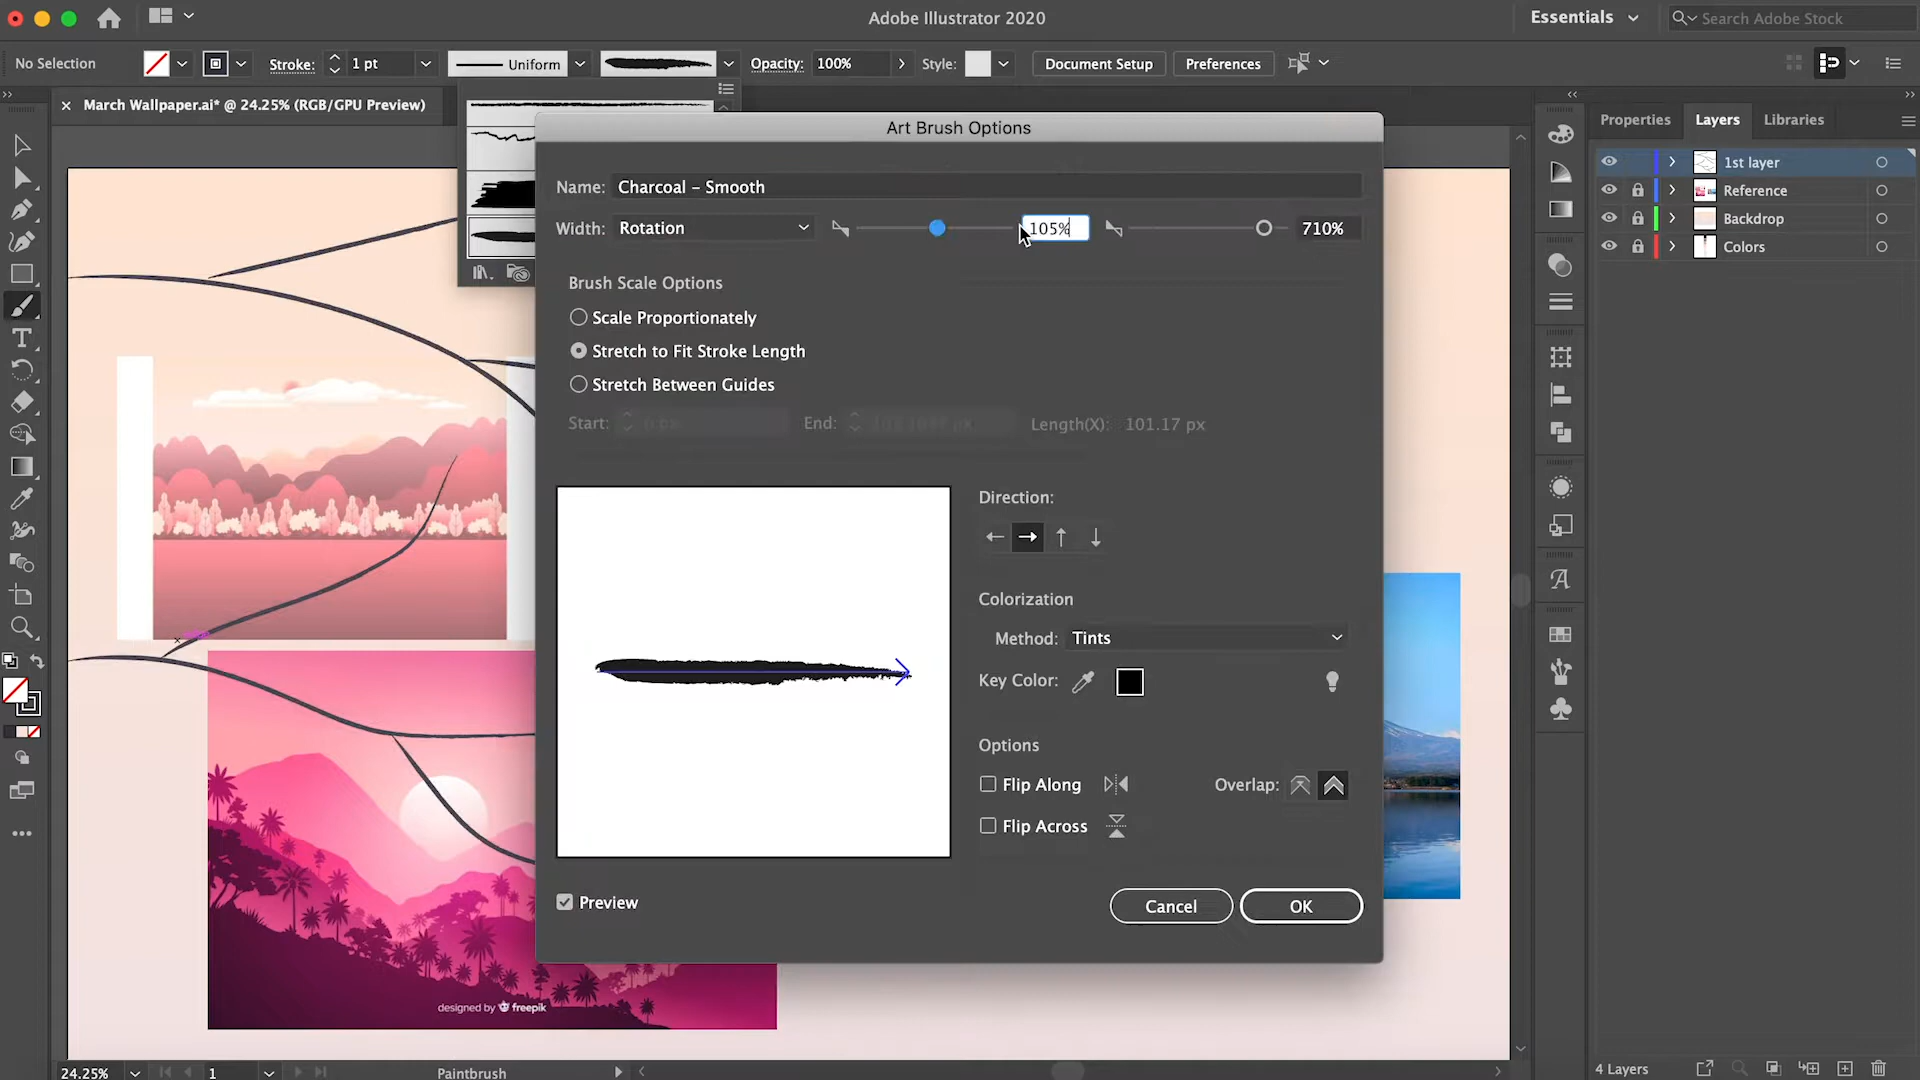 Adobe Illustrator 2020
Essentials
Search Adobe Stock
No Selection
Stroke:
1 pt
Uniform
Opacity:
100%
Style:
Document Setup
Preferences
March Wallpaper.ai* @ 24.25% (RGB/GPU Preview)
Art Brush Options
Name: Charcoal – Smooth
Width: Rotation
105%
710%
Brush Scale Options
Scale Proportionately
Stretch to Fit Stroke Length
Stretch Between Guides
Start:
0 px
End:
Length(X): 101.17 px
Direction:
Colorization
Method: Tints
Key Color:
Options
Flip Along
Overlap:
Flip Across
Preview
Cancel
OK
Properties
Layers
Libraries
1st layer
Reference
Backdrop
Colors
designed by freepik
24.25%
1
Paintbrush
4 Layers